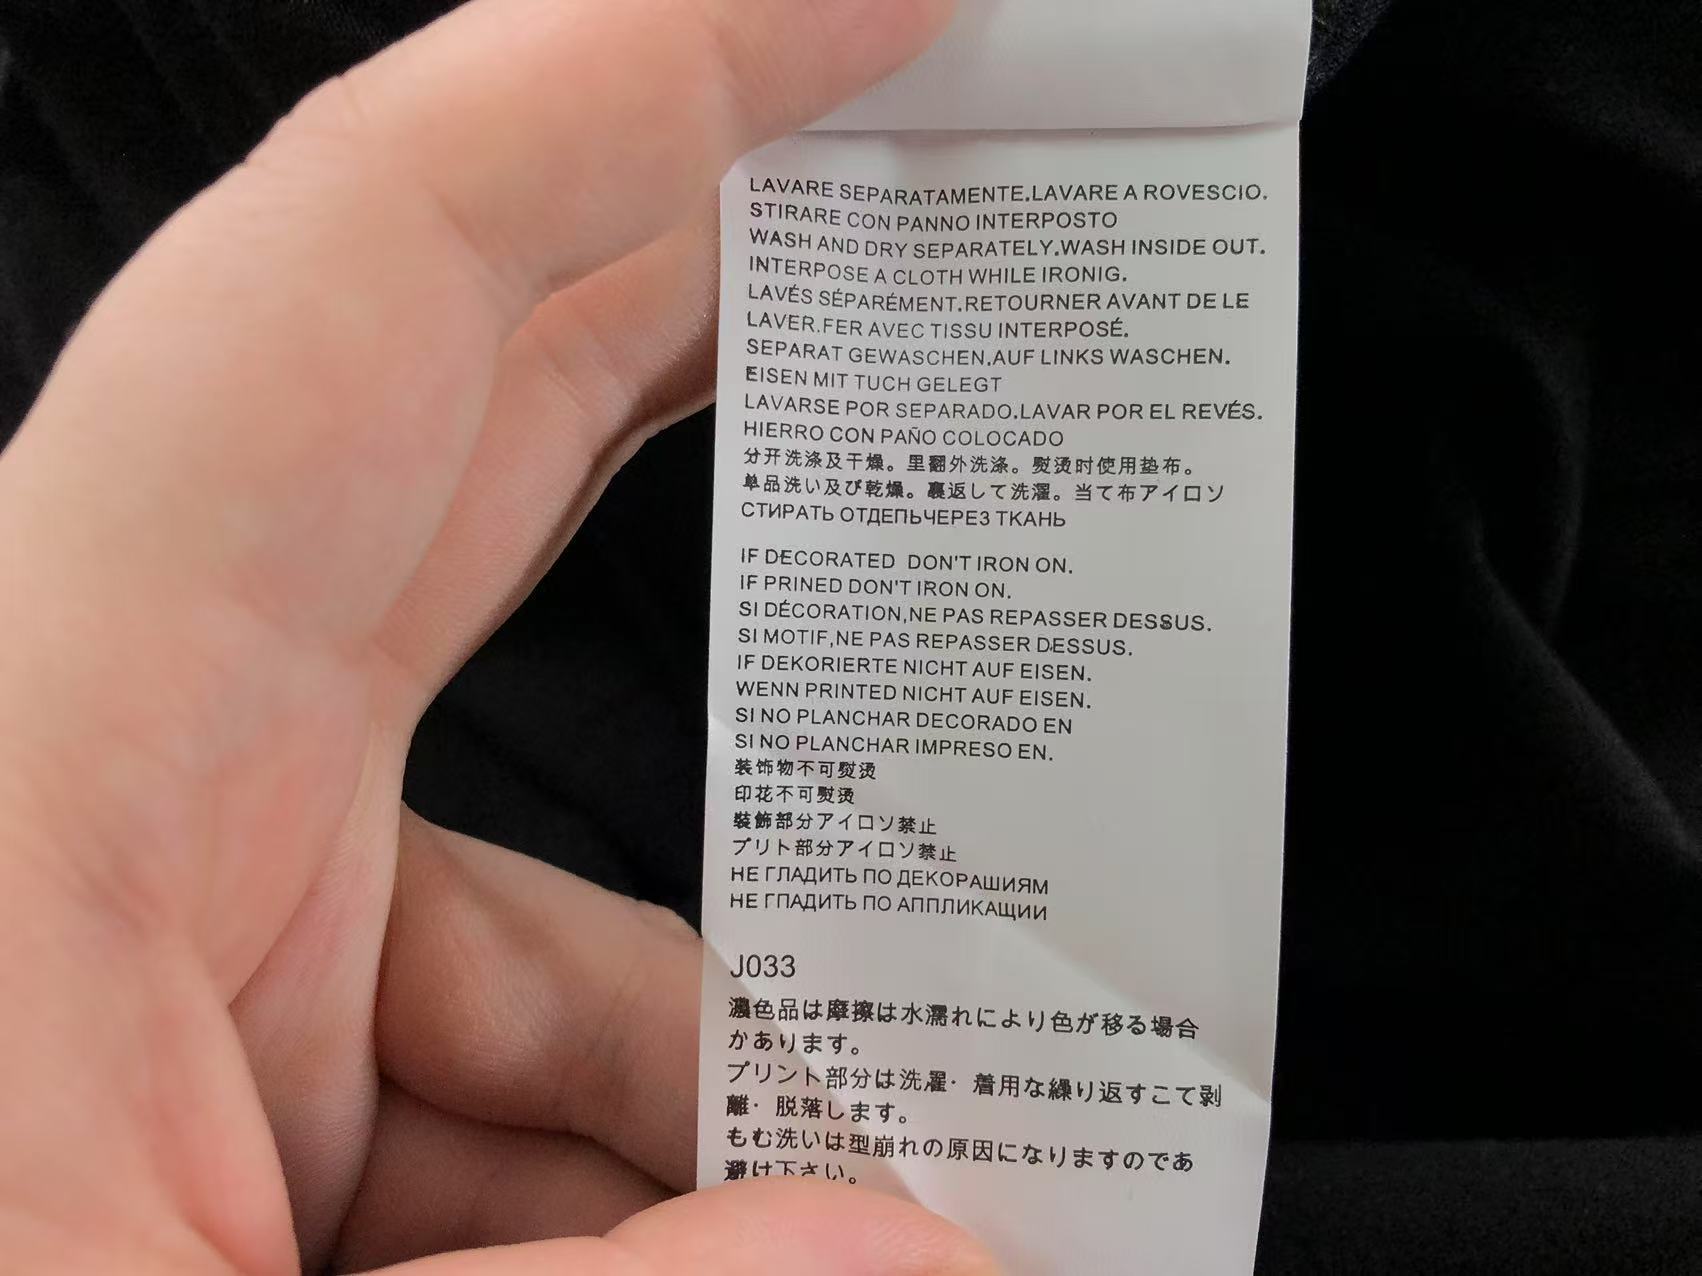 LAVARE SEPARATAMENTE.LAVARE A ROVESCIO.
STIRARE CON PANNO INTERPOSTO
WASH AND DRY SEPARATELY.WASH INSIDE OUT.
INTERPOSE A CLOTH WHILE IRONIG.
LAVÉS SÉPARÉMENT.RETOURNER AVANT DE LE
LAVER.FER AVEC TISSU INTERPOSÉ.
SEPARAT GEWASCHEN.AUF LINKS WASCHEN.
EISEN MIT TUCH GELEGT
LAVARSE POR SEPARADO.LAVAR POR EL REVÉS.
HIERRO CON PAÑO COLOCADO
分开洗涤及干燥。里翻外洗涤。熨烫时使用垫布。
单品洗い及び乾燥。裏返して洗濯。当て布アイロソ
СТИРАТЬ ОТДЕПЬЧЕРЕЗ ТКАНЬ
IF DECORATED DON'T IRON ON.
IF PRINED DON'T IRON ON.
SI DÉCORATION,NE PAS REPASSER DESSUS.
SI MOTIF,NE PAS REPASSER DESSUS.
IF DEKORIERTE NICHT AUF EISEN.
WENN PRINTED NICHT AUF EISEN.
SI NO PLANCHAR DECORADO EN
SI NO PLANCHAR IMPRESO EN.
装饰物不可熨烫
印花不可熨烫
裝飾部分アイロソ禁止
プリト部分アイロソ禁止
НЕ ГЛАДИТЬ ПО ДЕКОРАШИЯМ
НЕ ГПАДИТЬ ПО АППЛИКАЩИИ
J033
濃色品は摩擦は水濡れにより色が移る場合
かあります。
プリント部分は洗濯·着用な繰り返すこて剥
離·脱落します。
もむ洗いは型崩れの原因になりますのであ
避け下さい。